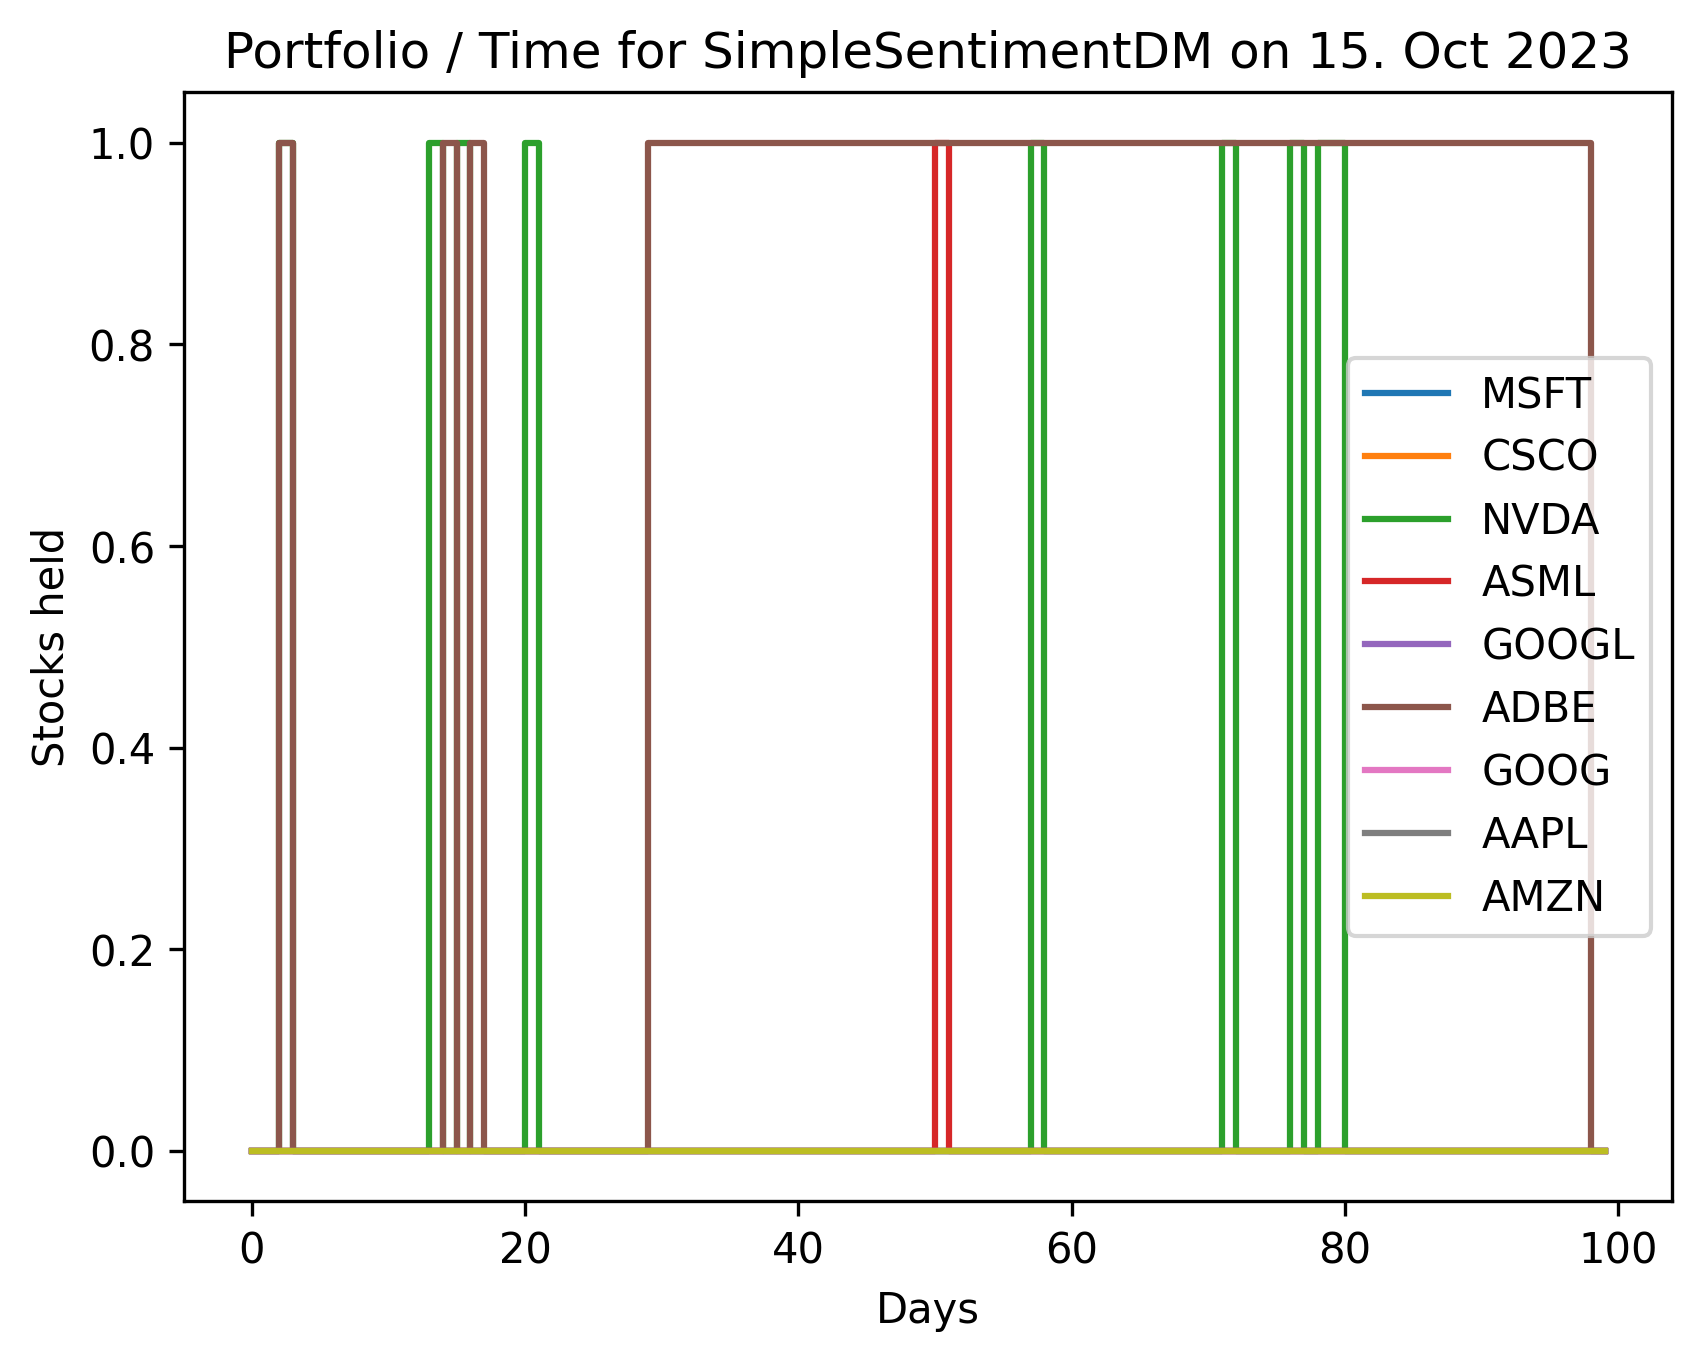 Portfolio / Time for SimpleSentimentDM on 15. Oct 2023
1.0
0.8
0.6
0.4
0.2
0.0
Stocks held
MSFT
CSCO
NVDA
ASML
GOOGL
ADBE
GOOG
AAPL
AMZN
0 20 40 60 80 100
Days